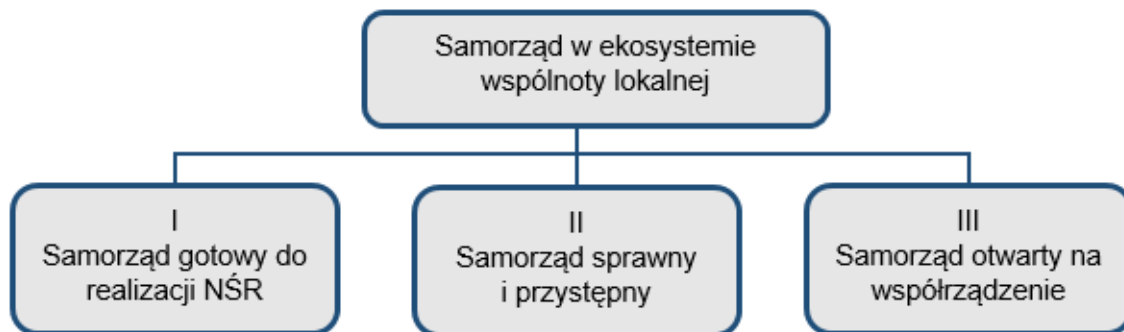 Samorząd w ekosystemie
wspólnoty lokalnej
I
Samorząd gotowy do
realizacji NŚR
II
Samorząd sprawny
i przystępny
III
Samorząd otwarty na
współrządzenie